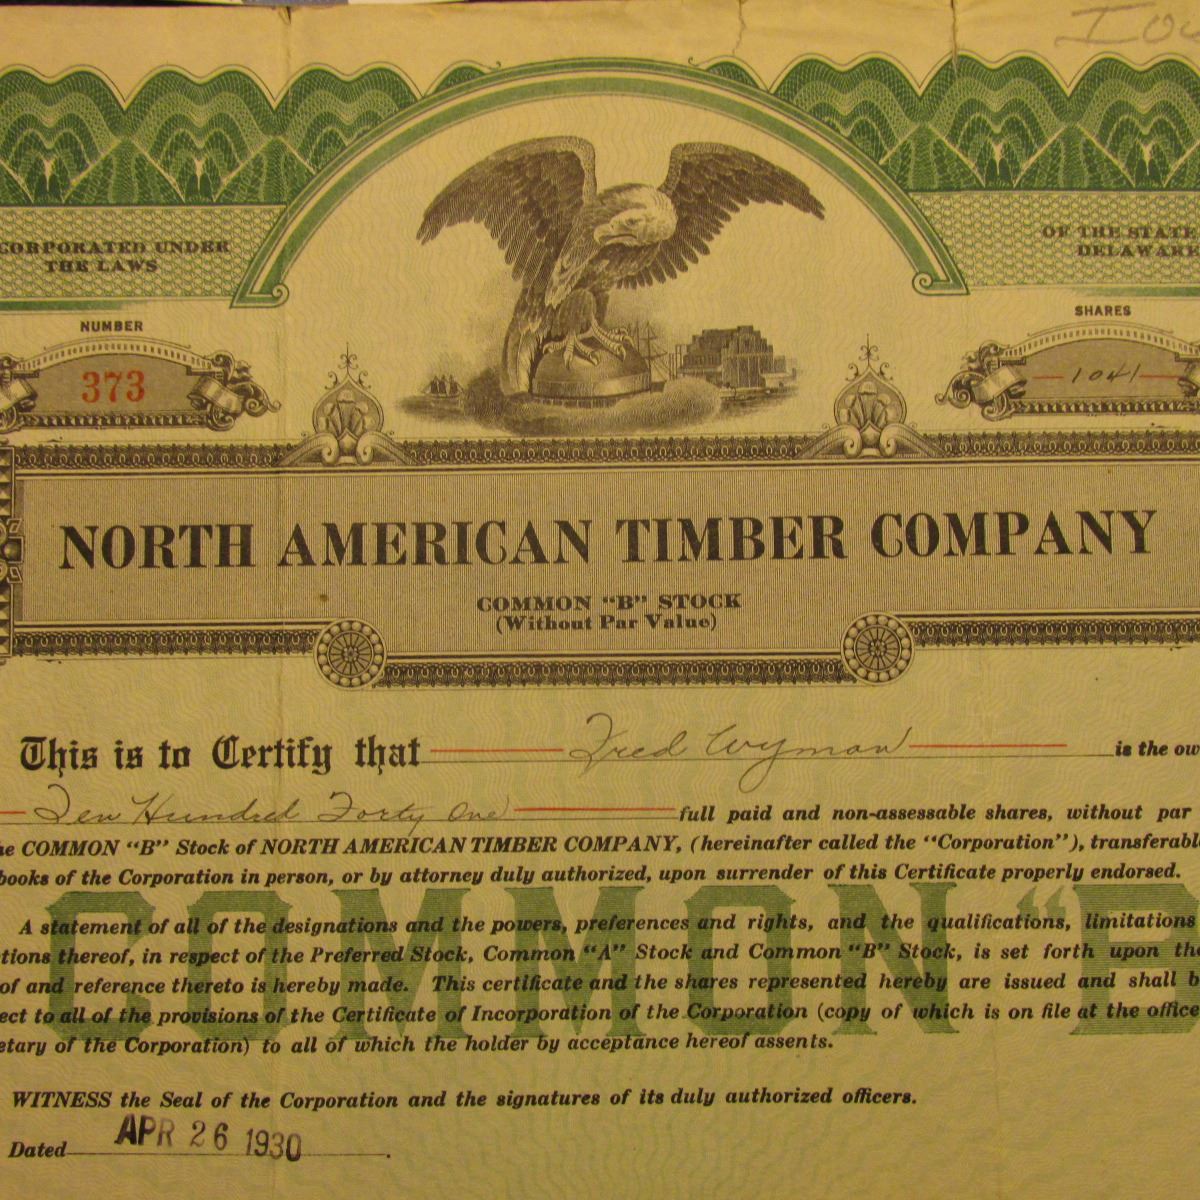 CORPORATED UNDER
THE LAWS
OF THE STATE
DELAWARE
NUMBER
373
SHARES
1041
NORTH AMERICAN TIMBER COMPANY
COMMON "B" STOCK
(Without Par Value)
This is to Certify that Fred Wyman is the ow
Ten Hundred Forty One full paid and non-assessable shares, without par
he COMMON "B" Stock of NORTH AMERICAN TIMBER COMPANY, (hereinafter called the "Corporation"), transferable
books of the Corporation in person, or by attorney duly authorized, upon surrender of this Certificate properly endorsed.
COMMON "B
A statement of all of the designations and the powers, preferences and rights, and the qualifications, limitations
ctions thereof, in respect of the Preferred Stock, Common "A" Stock and Common "B" Stock, is set forth upon the
of and reference thereto is hereby made. This certificate and the shares represented hereby are issued and shall b
ect to all of the provisions of the Certificate of Incorporation of the Corporation (copy of which is on file at the office
etary of the Corporation) to all of which the holder by acceptance hereof assents.
WITNESS the Seal of the Corporation and the signatures of its duly authorized officers.
Dated APR 26 1930.